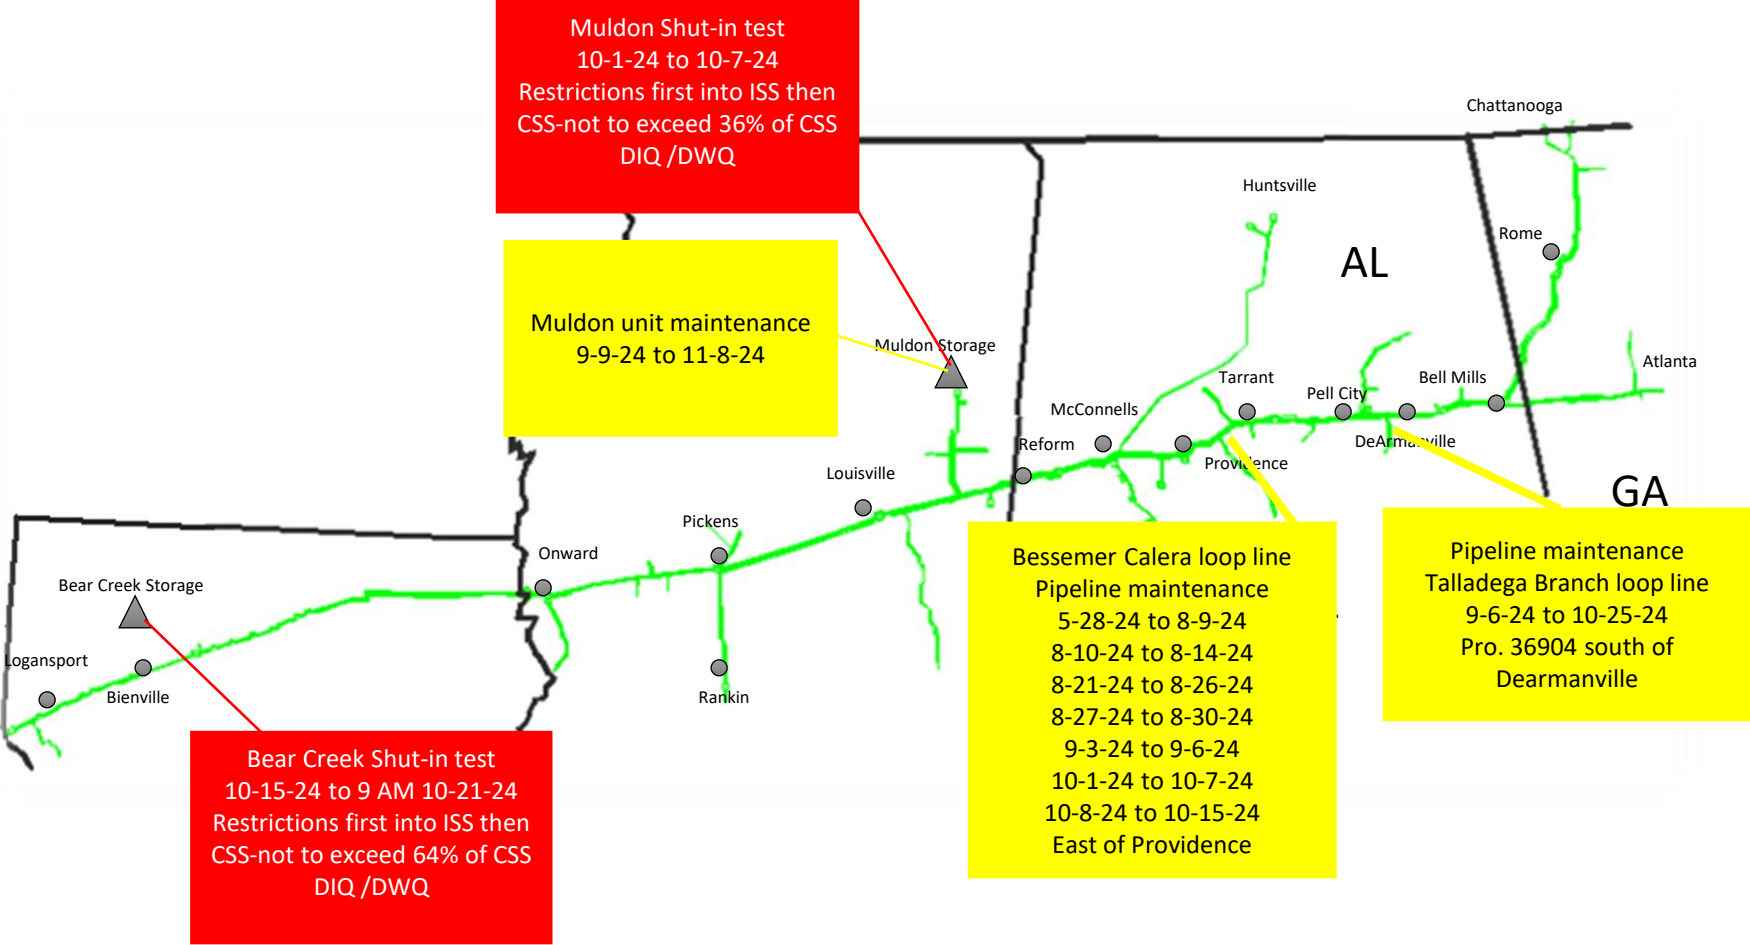 Muldon Shut-in test
10-1-24 to 10-7-24
Restrictions first into ISS then
CSS-not to exceed 36% of CSS
DIQ /DWQ
Chattanooga
Huntsville
Rome
AL
Muldon unit maintenance
9-9-24 to 11-8-24
Muldon Storage
Tarrant
Pell City
Bell Mills
Atlanta
McConnells
Reform
Providence
DeArmanville
Louisville
GA
Pickens
Onward
Bear Creek Storage
Logansport
Bienville
Rankin
Bessemer Calera loop line
Pipeline maintenance
5-28-24 to 8-9-24
8-10-24 to 8-14-24
8-21-24 to 8-26-24
8-27-24 to 8-30-24
9-3-24 to 9-6-24
10-1-24 to 10-7-24
10-8-24 to 10-15-24
East of Providence
Pipeline maintenance
Talladega Branch loop line
9-6-24 to 10-25-24
Pro. 36904 south of
Dearmanville
Bear Creek Shut-in test
10-15-24 to 9 AM 10-21-24
Restrictions first into ISS then
CSS-not to exceed 64% of CSS
DIQ /DWQ